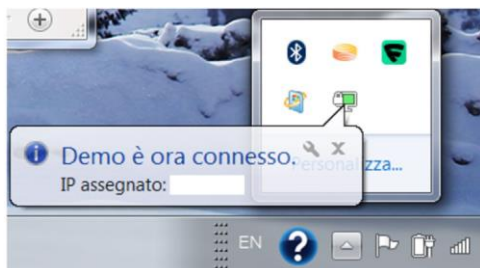 Demo è ora connesso.
IP assegnato:
Personalizza...
EN
?